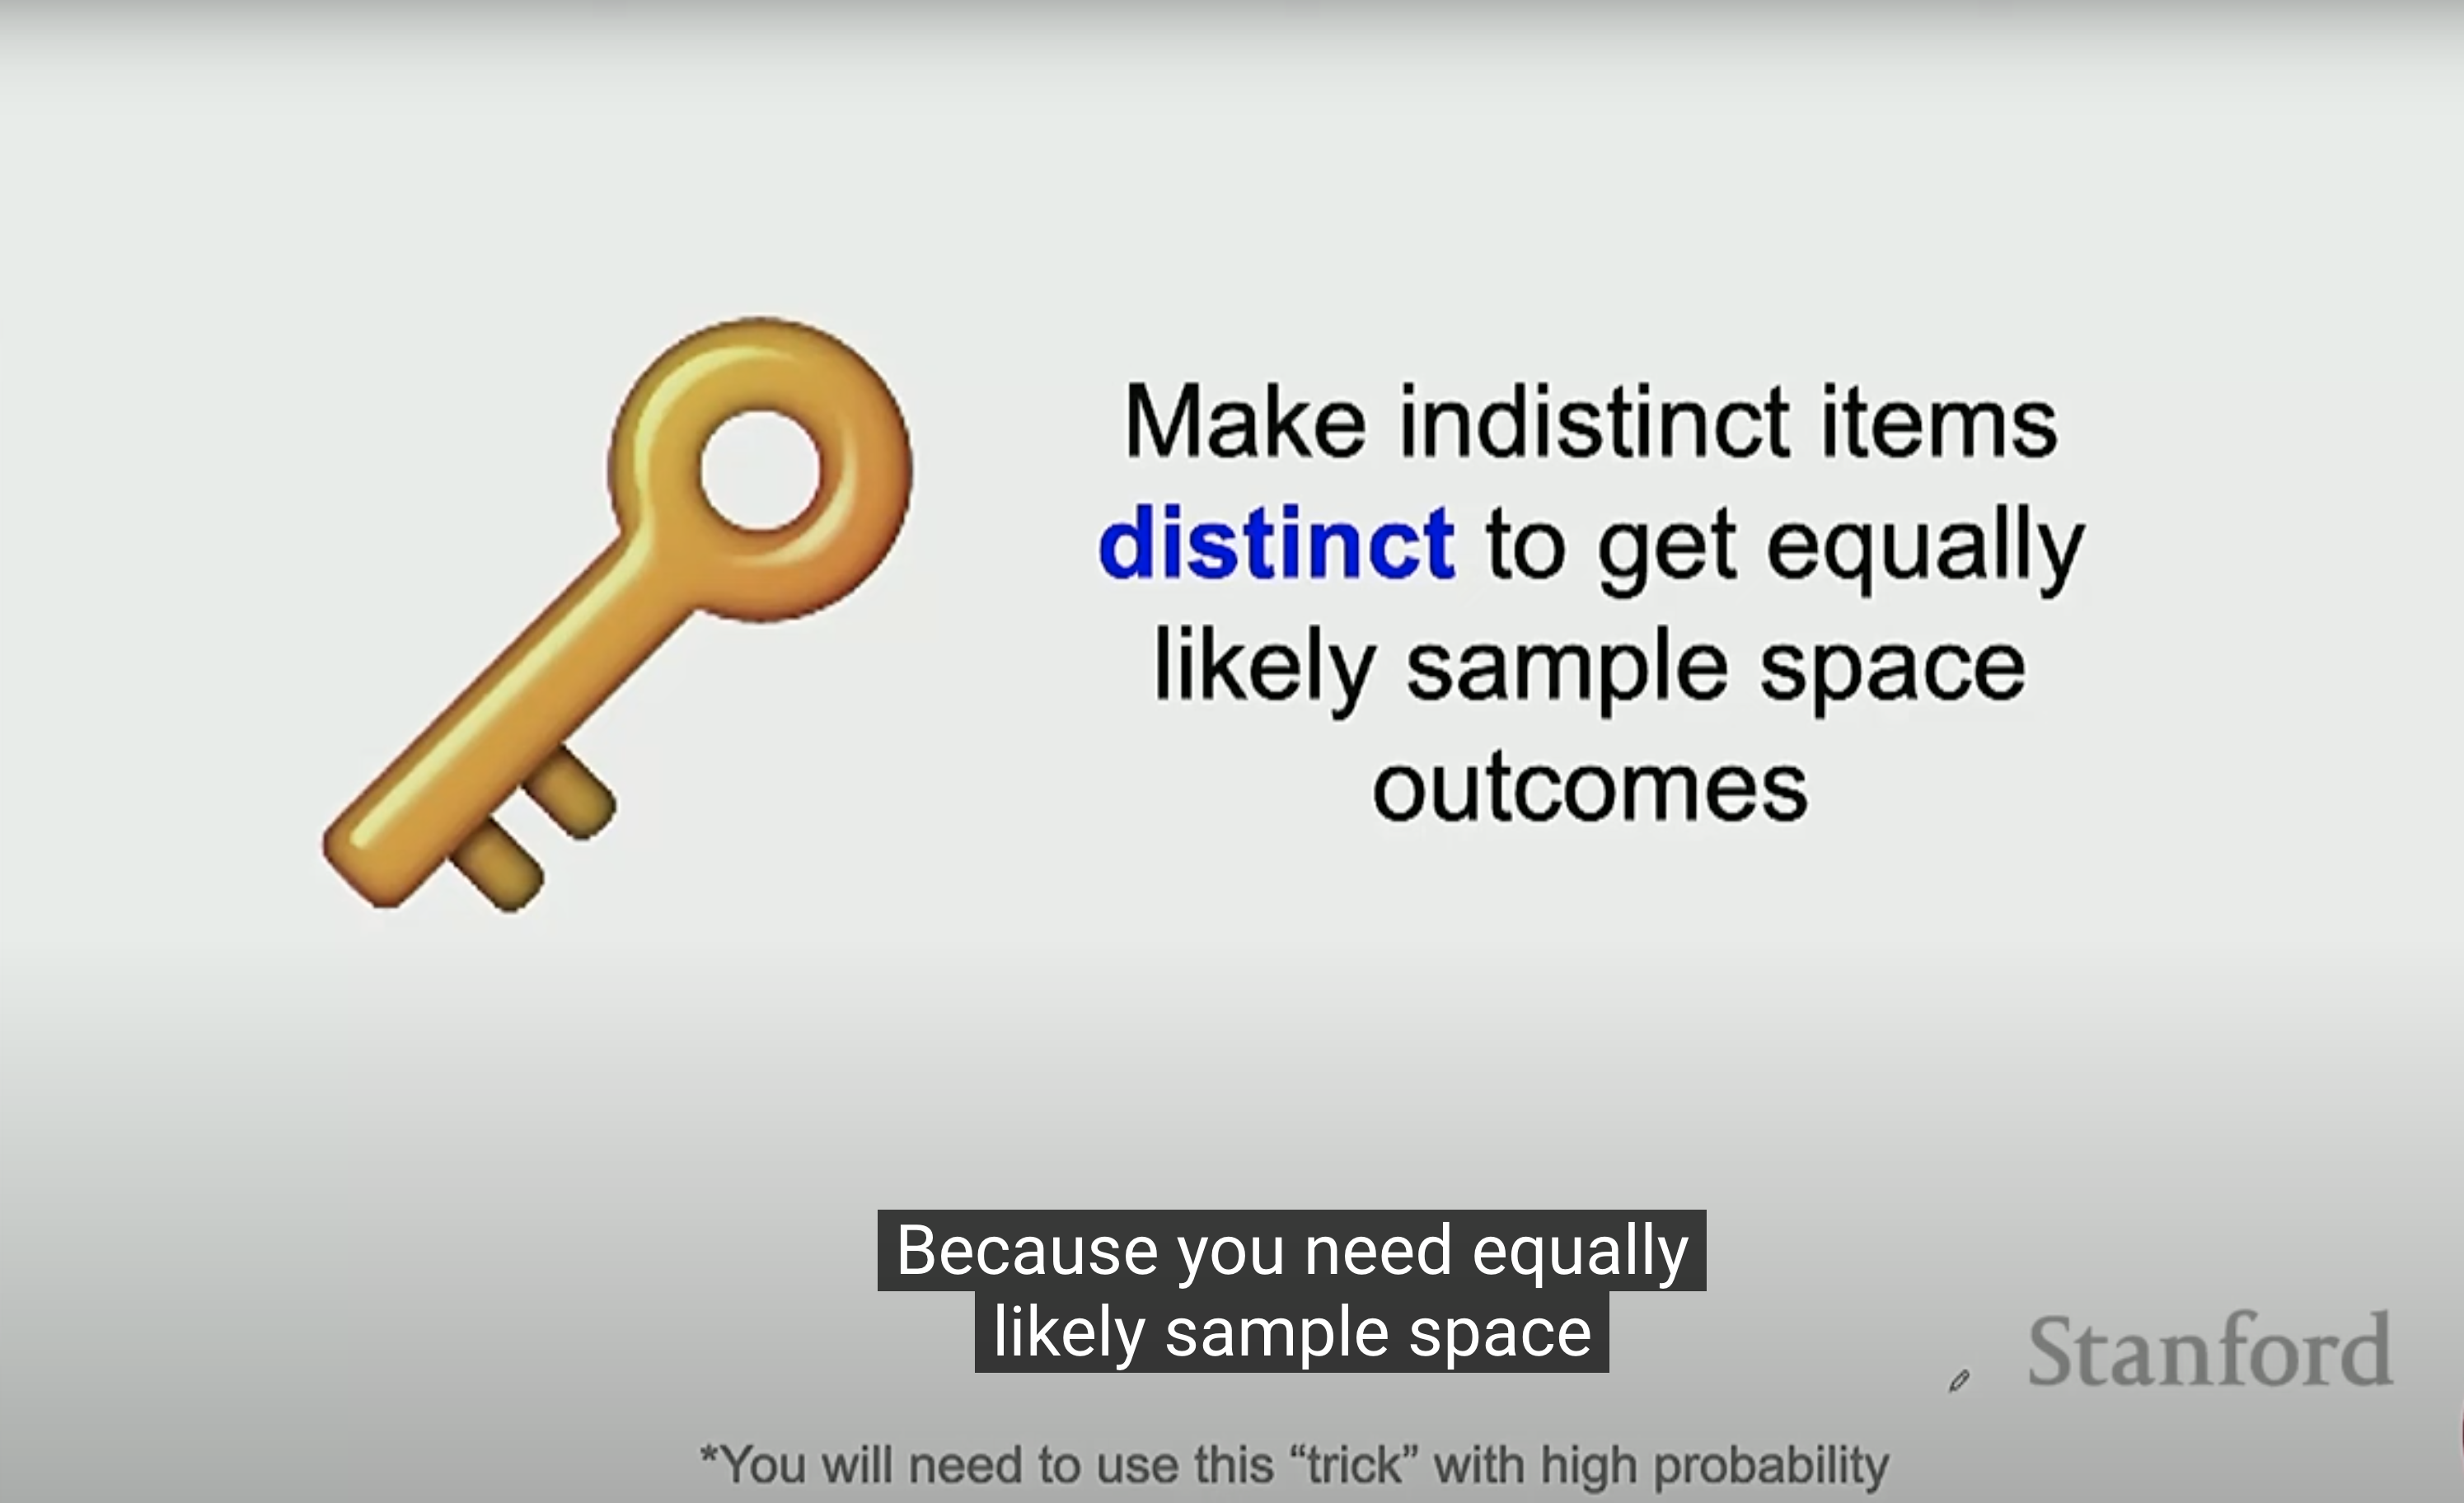 Make indistinct items
distinct to get equally
likely sample space
outcomes
Because you need equally
likely sample space
Stanford
*You will need to use this “trick” with high probability